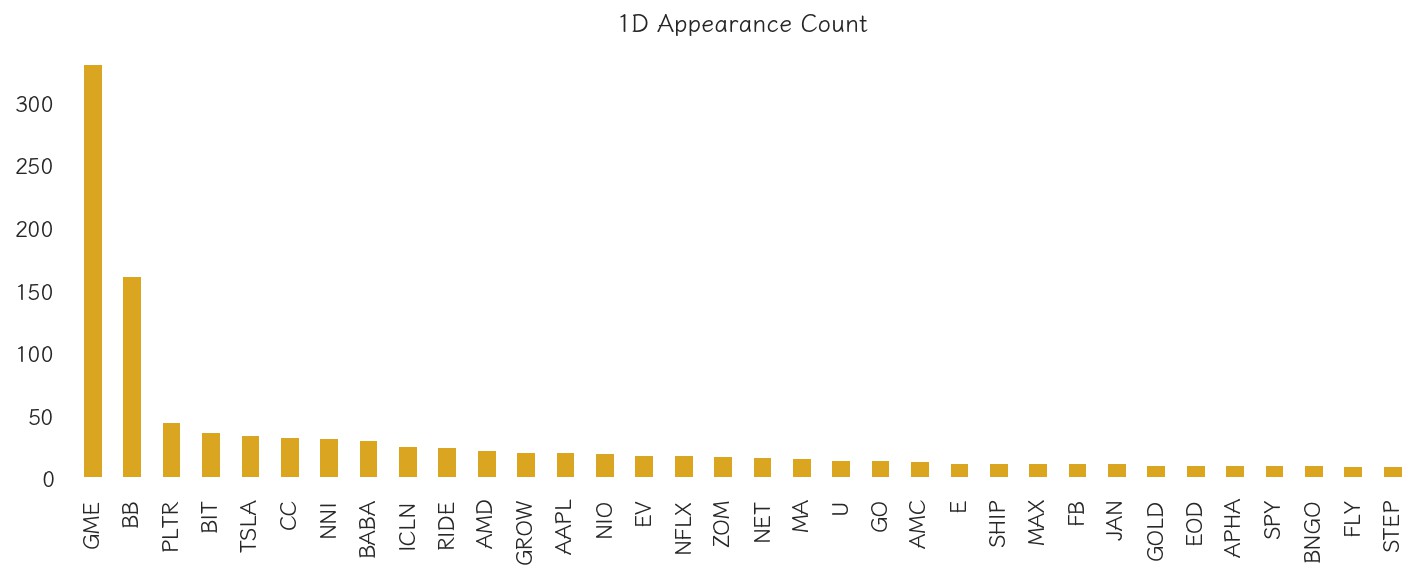 1D Appearance Count
300
250
200
150
100
50
0
GME
BB
PLTR
BIT
TSLA
CC
NNI
BABA
ICLN
RIDE
AMD
GROW
AAPL
NIO
EV
NFLX
ZOM
NET
MA
U
GO
AMC
E
SHIP
MAX
FB
JAN
GOLD
EOD
APHA
SPY
BNGO
FLY
STEP